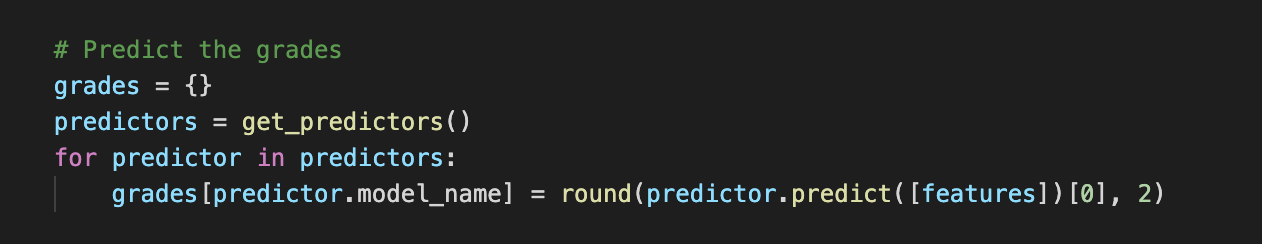 # Predict the grades
grades = {}
predictors = get_predictors()
for predictor in predictors:
    grades[predictor.model_name] = round(predictor.predict([features])[0], 2)